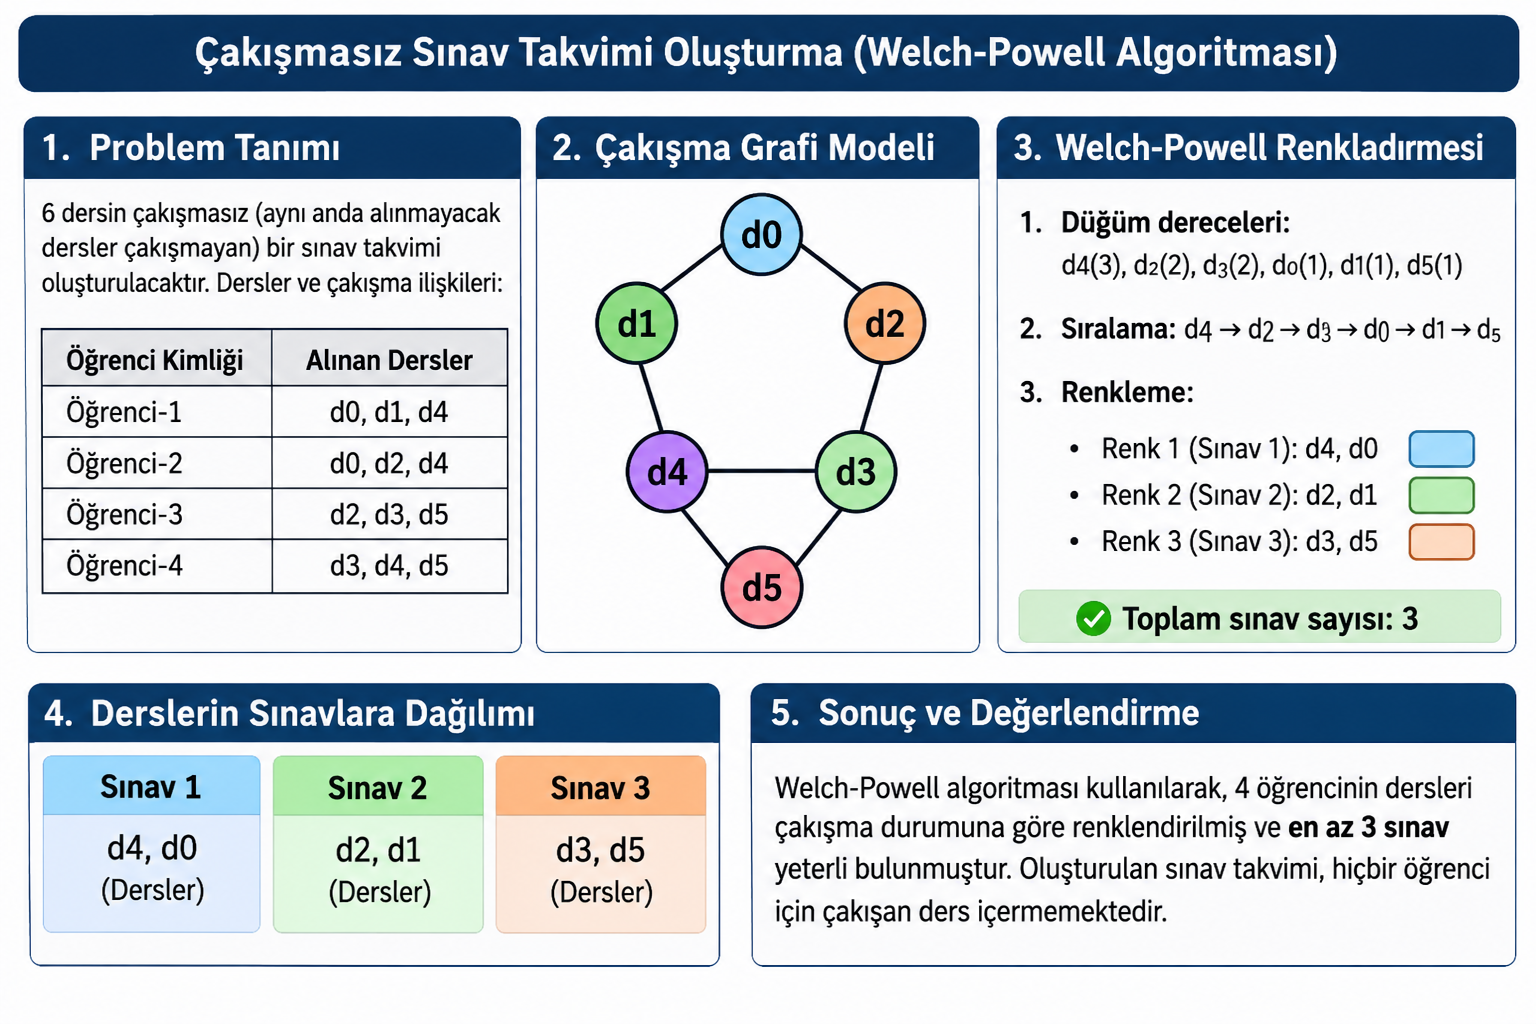 Çakışmasız Sınav Takvimi Oluşturma (Welch-Powell Algoritması)
1. Problem Tanımı
6 dersin çakışmasız (aynı anda alınmayacak
dersler çakışmayan) bir sınav takvimi
oluşturulacaktır. Dersler ve çakışma ilişkileri:
Öğrenci Kimliği Alınan Dersler
Öğrenci-1 d0, d1, d4
Öğrenci-2 d0, d2, d4
Öğrenci-3 d2, d3, d5
Öğrenci-4 d3, d4, d5
2. Çakışma Grafi Modeli
d0
d1
d2
d4
d3
d5
3. Welch-Powell Renkladırmesi
1. Düğüm dereceleri:
d4(3), d₂(2), d₃(2), d₀(1), d1(1), d5(1)
2. Sıralama: d4 → d2 → d3 → d0 → d1 → d₅
3. Renkleme:
• Renk 1 (Sınav 1): d4, d0
• Renk 2 (Sınav 2): d2, d1
• Renk 3 (Sınav 3): d3, d5
Toplam sınav sayısı: 3
4. Derslerin Sınavlara Dağılımı
Sınav 1
d4, d0
(Dersler)
Sınav 2
d2, d1
(Dersler)
Sınav 3
d3, d5
(Dersler)
5. Sonuç ve Değerlendirme
Welch-Powell algoritması kullanılarak, 4 öğrencinin dersleri
çakışma durumuna göre renklendirilmiş ve en az 3 sınav
yeterli bulunmuştur. Oluşturulan sınav takvimi, hiçbir öğrenci
için çakışan ders içermemektedir.